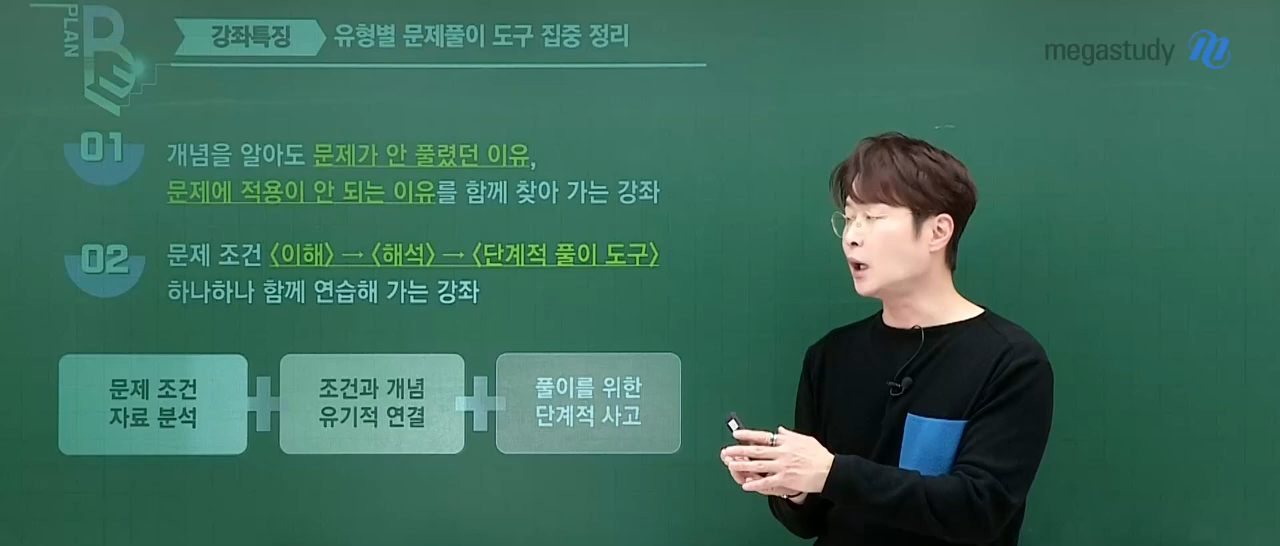 PLAN
강좌특징 유형별 문제풀이 도구 집중 정리
megastudy
01
개념을 알아도 문제가 안 풀렸던 이유,
문제에 적용이 안 되는 이유를 함께 찾아 가는 강좌
02
문제 조건 〈이해〉 → 〈해석〉 → 〈단계적 풀이 도구〉
하나하나 함께 연습해 가는 강좌
문제 조건
자료 분석
조건과 개념
유기적 연결
풀이를 위한
단계적 사고